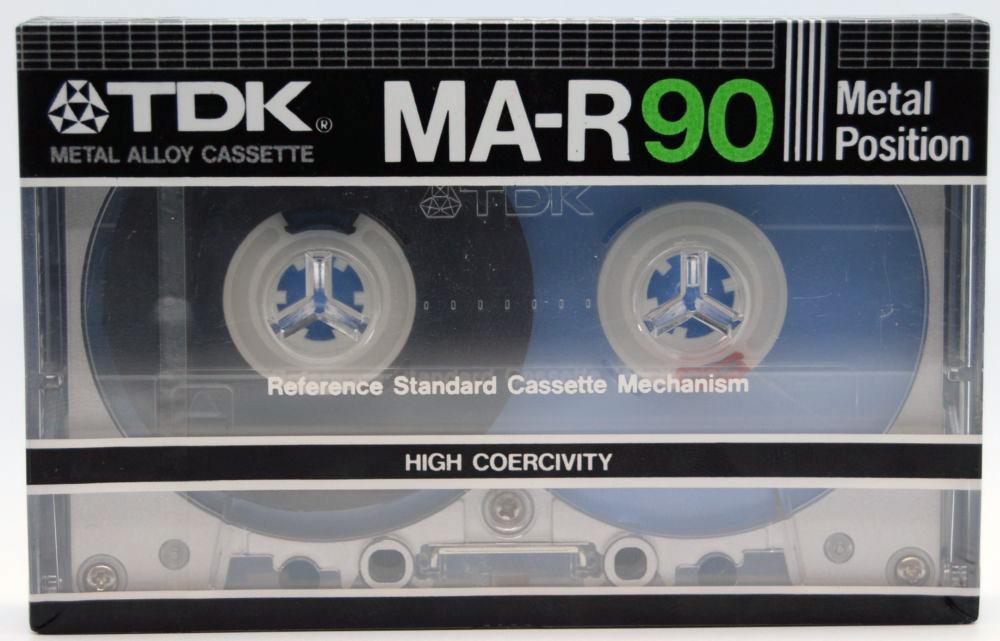 TDK®
METAL ALLOY CASSETTE
MA-R90
Metal
Position
TDK
Reference Standard Cassette Mechanism
HIGH COERCIVITY